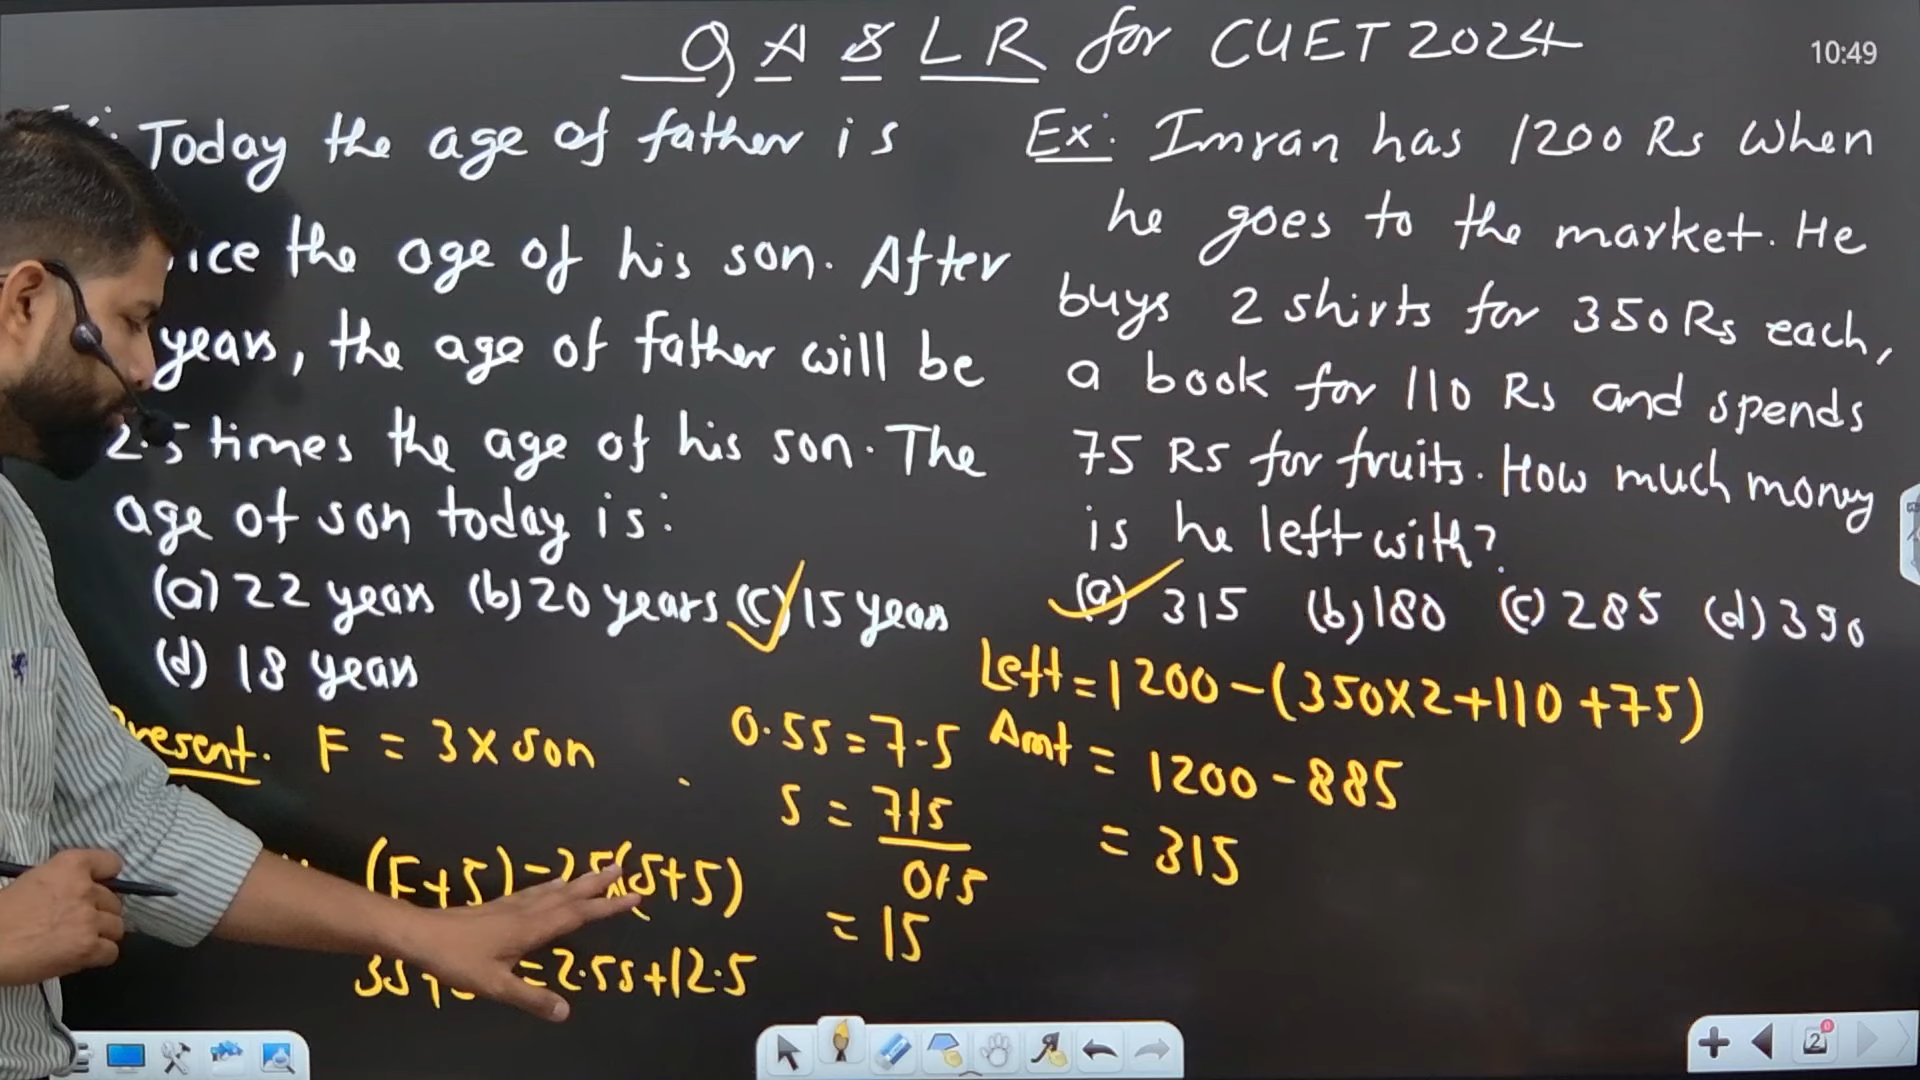 Q A & L R for CUET 2024
10:49
Today the age of father is
ice the age of his son. After
years, the age of father will be
2.5 times the age of his son. The
age of son today is:
(a) 22 years (b) 20 years (c) 15 years
(d) 18 years
Present. F = 3 X son
(F+5) = 2.5(S+5)
= 2.5s+12.5
0.5S = 7.5
S = 7.5
0.5
= 15
Ex: Imran has 1200 Rs when
he goes to the market. He
buys 2 shirts for 350 Rs each,
a book for 110 Rs and spends
75 Rs for fruits. How much money
is he left with?
(a) 315 (b) 180 (c) 285 (d) 390
Left = 1200 - (350X2+110+75)
Amt = 1200 - 885
= 315
2